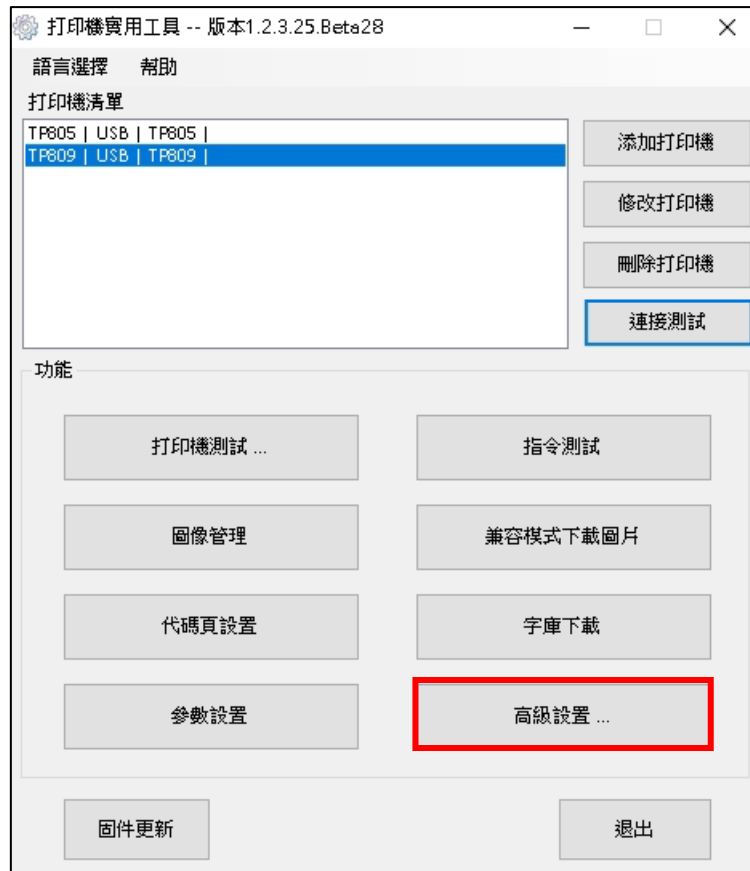 打印機實用工具 -- 版本1.2.3.25.Beta28
語言選擇 幫助
打印機清單
TP805 | USB | TP805 |
TP809 | USB | TP809 |
添加打印機
修改打印機
刪除打印機
連接測試
功能
打印機測試 ...
指令測試
圖像管理
兼容模式下載圖片
代碼頁設置
字庫下載
參數設置
高級設置 ...
固件更新
退出